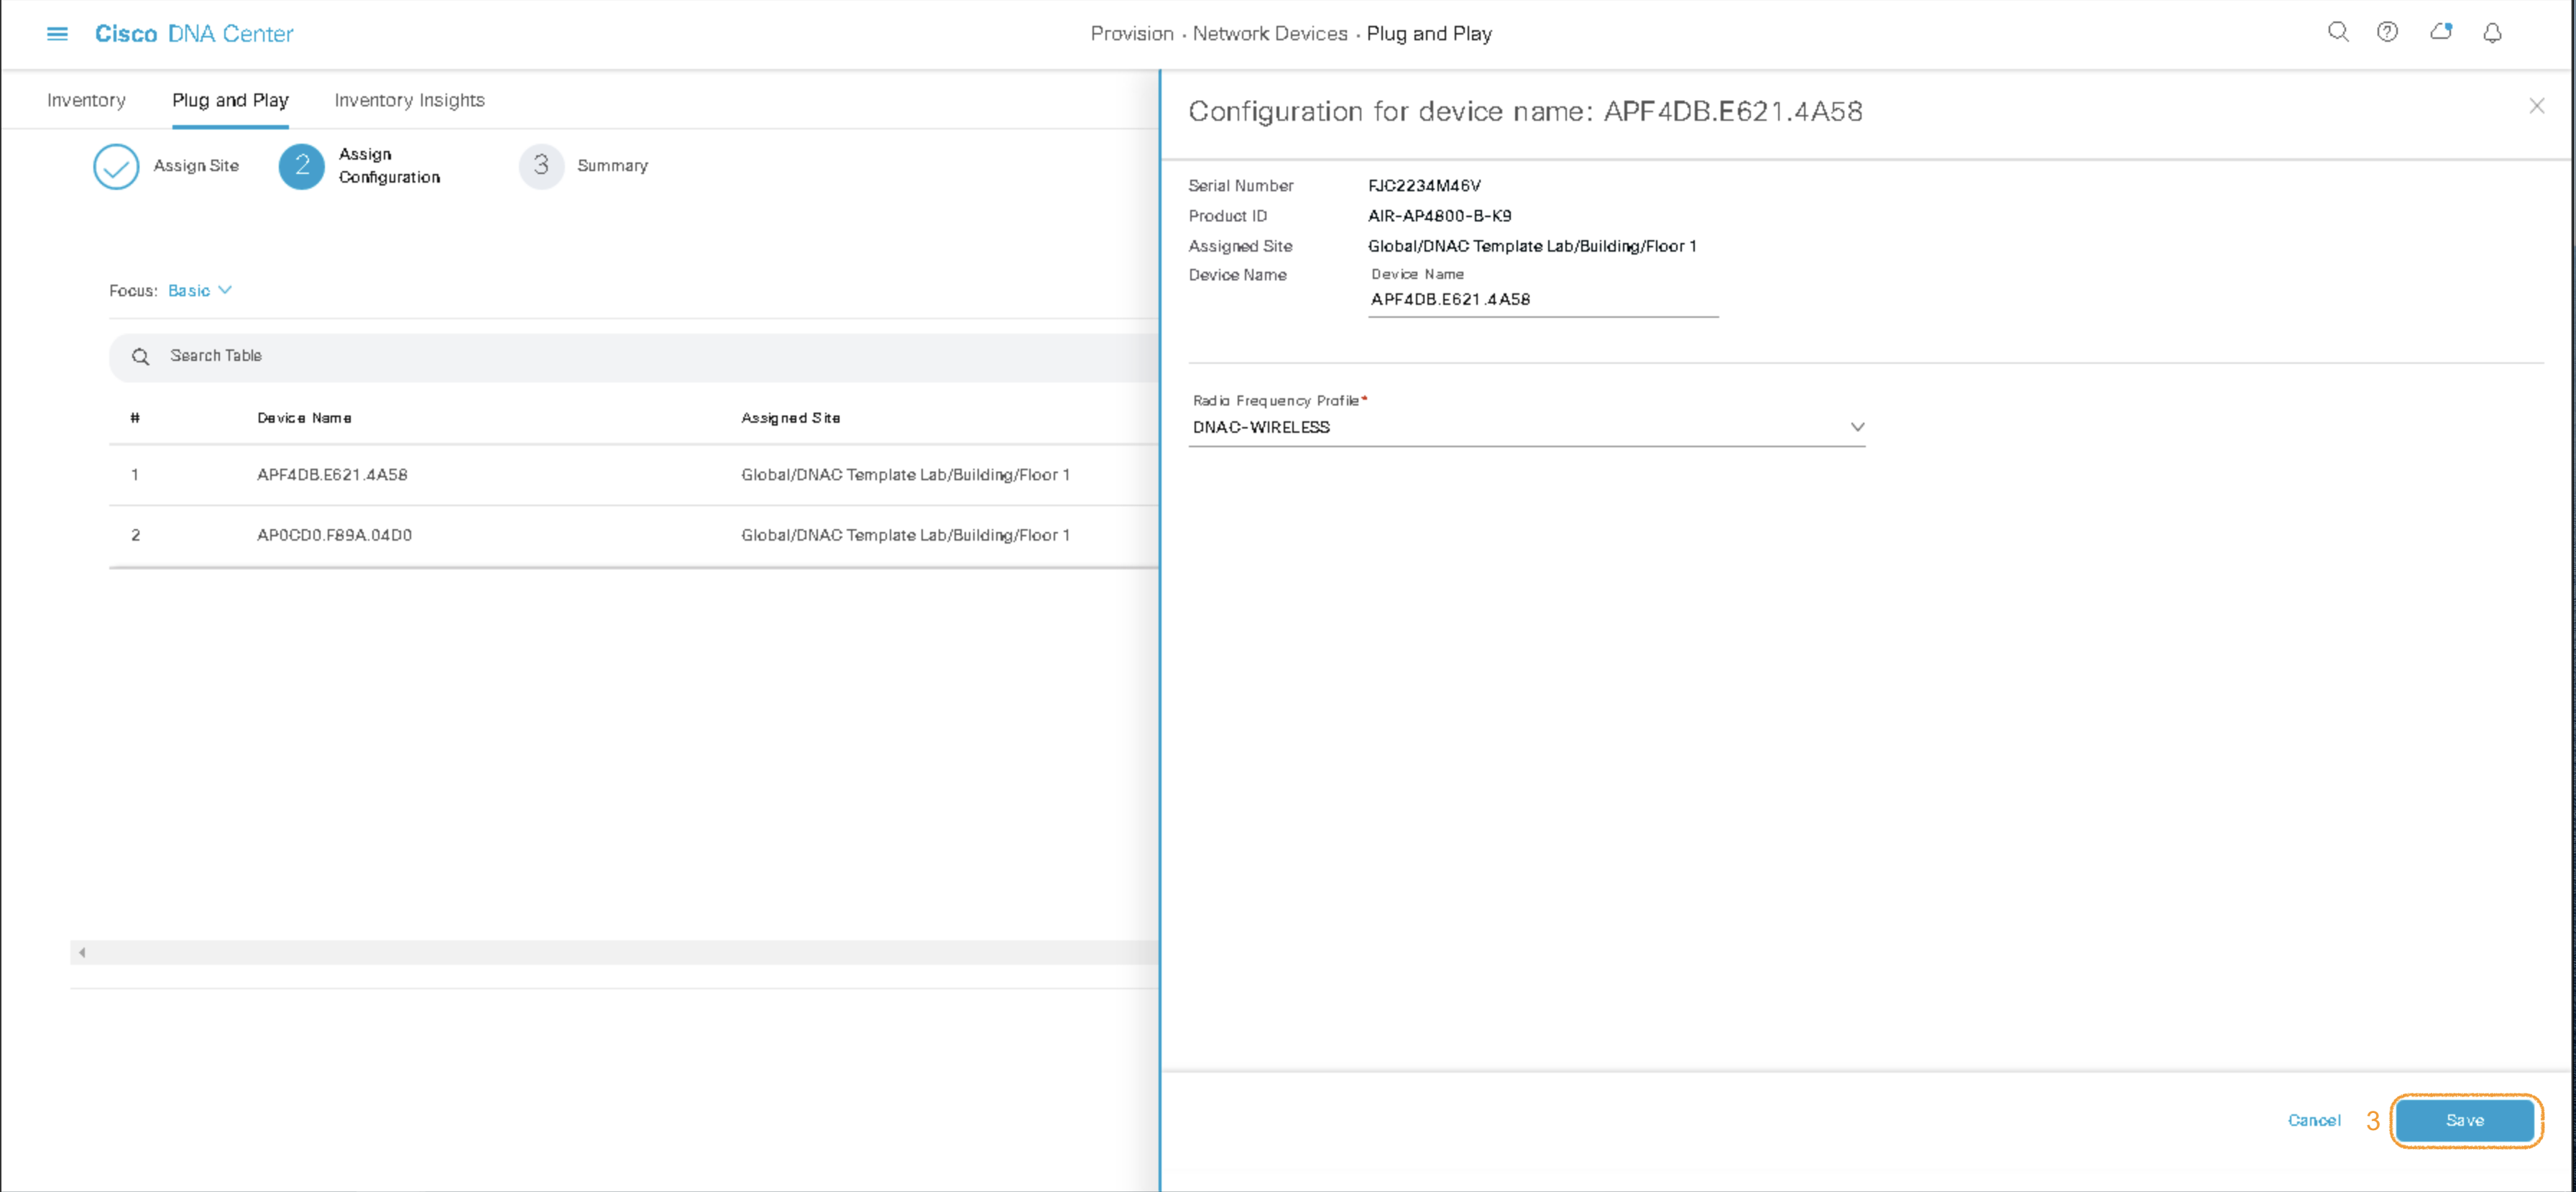 Cisco DNA Center
Provision · Network Devices · Plug and Play
Inventory
Plug and Play
Inventory Insights
Assign Site
2
Assign
Configuration
3
Summary
Focus: Basic
Search Table
# Device Name Assigned Site
1 APF4DB.E621.4A58 Global/DNAC Template Lab/Building/Floor 1
2 AP0CD0.F89A.04D0 Global/DNAC Template Lab/Building/Floor 1
Configuration for device name: APF4DB.E621.4A58
Serial Number FJC2234M46V
Product ID AIR-AP4800-B-K9
Assigned Site Global/DNAC Template Lab/Building/Floor 1
Device Name Device Name
APF4DB.E621.4A58
Radio Frequency Profile*
DNAC-WIRELESS
Cancel 3 Save